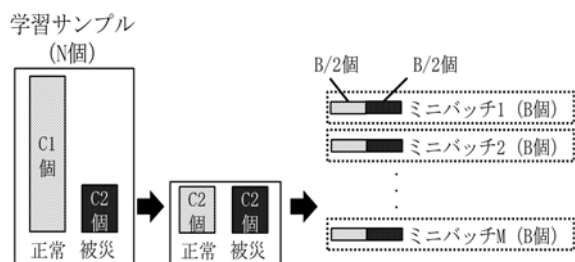 学習サンプル
(N個)
C1
個
C2
個
正常 被災
C2
個
C2
個
正常 被災
B/2個 B/2個
ミニバッチ1 (B個)
ミニバッチ2 (B個)
・
・
・
ミニバッチM (B個)